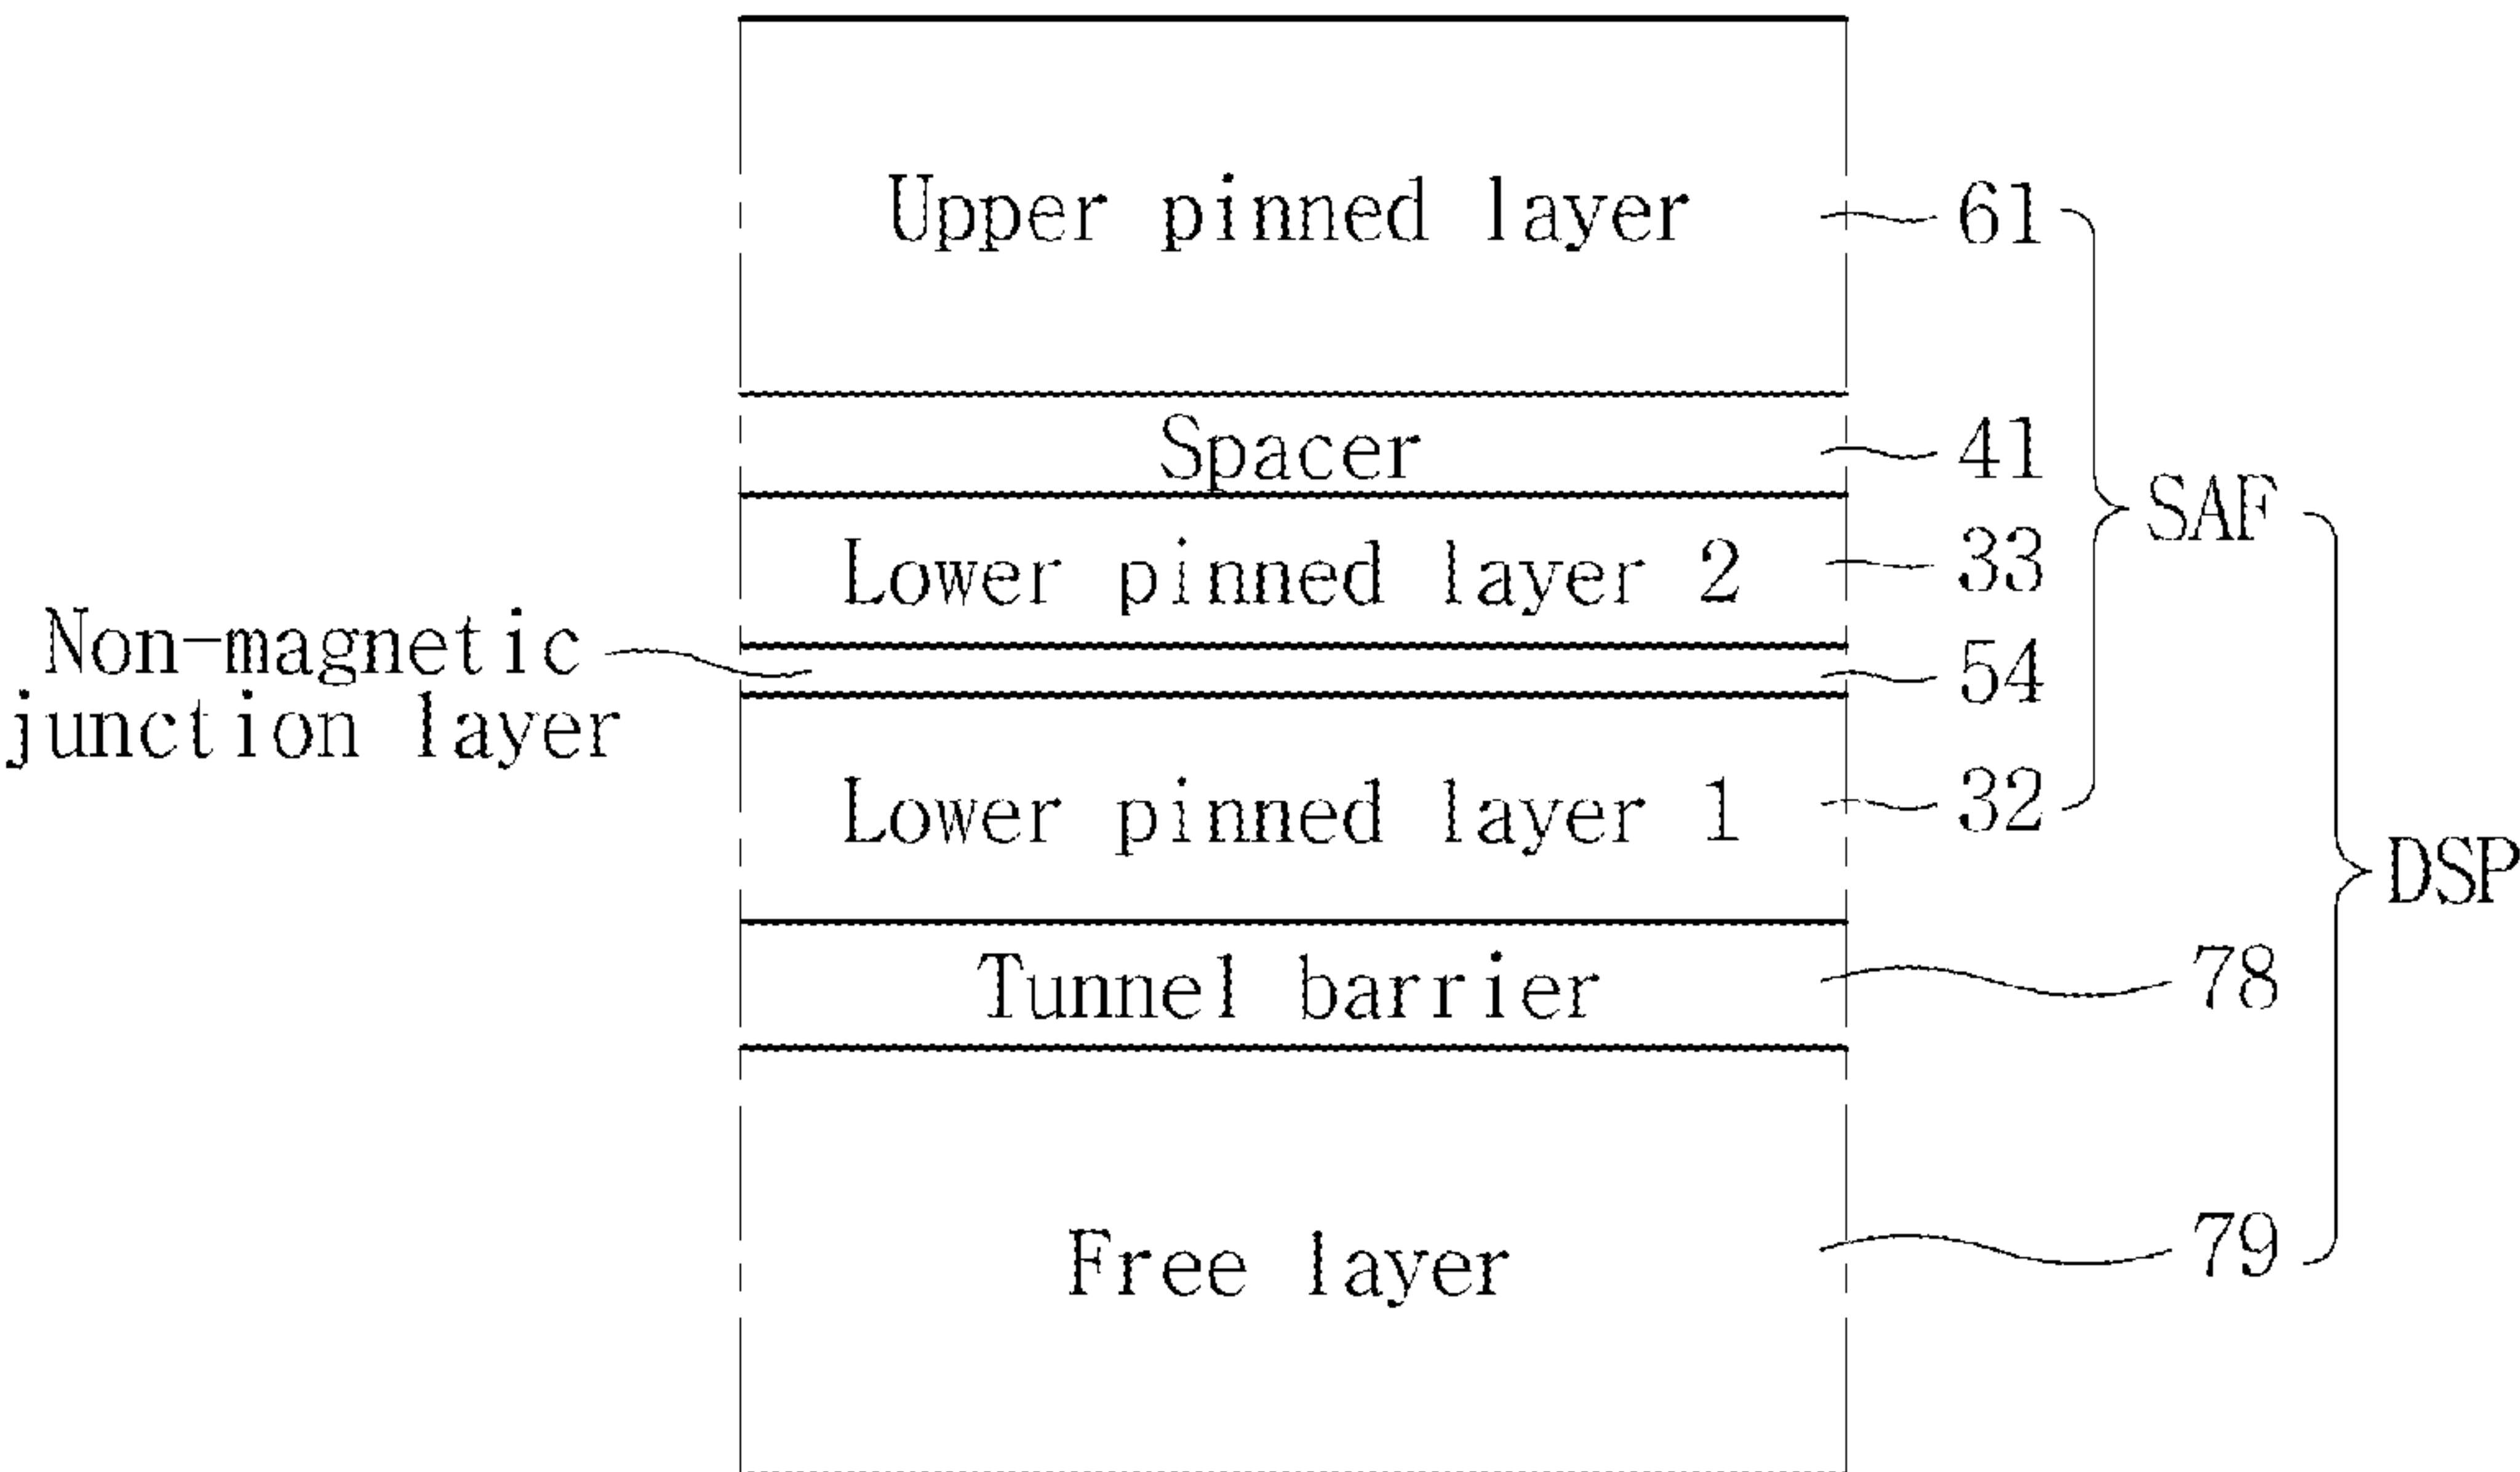 Upper pinned layer 61
Spacer 41
SAF
Lower pinned layer 2 33
Non-magnetic
junction layer
54
Lower pinned layer 1 32
DSP
Tunnel barrier 78
Free layer 79